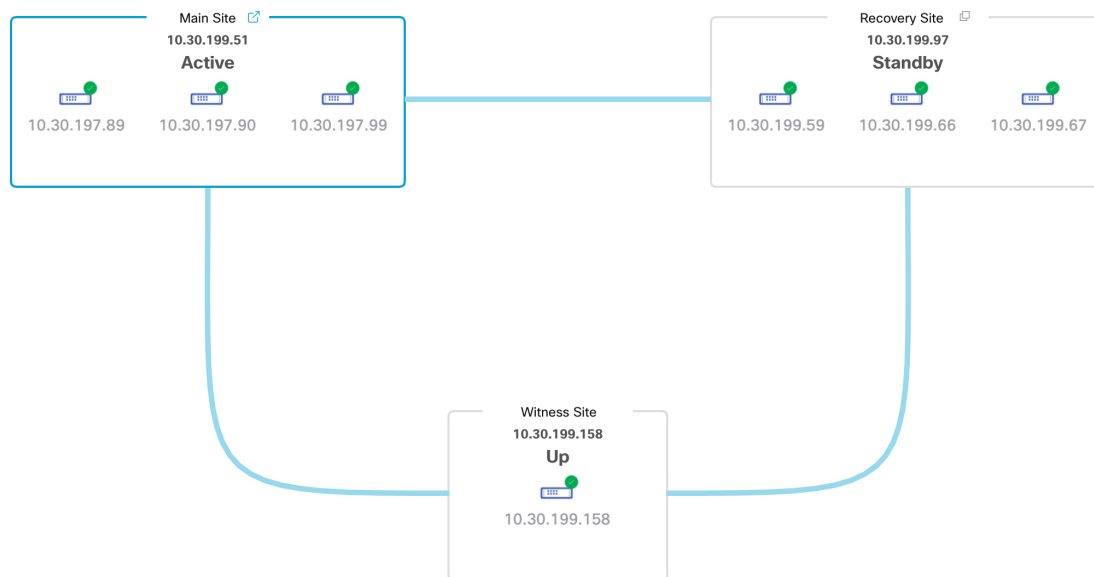 Main Site
10.30.199.51
Active
10.30.197.89
10.30.197.90
10.30.197.99
Recovery Site
10.30.199.97
Standby
10.30.199.59
10.30.199.66
10.30.199.67
Witness Site
10.30.199.158
Up
10.30.199.158